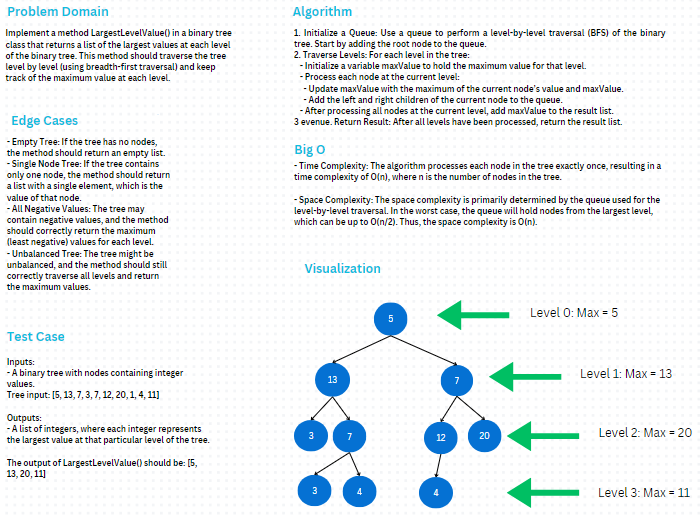 Problem Domain
Implement a method LargestLevelValue() in a binary tree
class that returns a list of the largest values at each level
of the binary tree. This method should traverse the tree
level by level (using breadth-first traversal) and keep
track of the maximum value at each level.
Edge Cases
- Empty Tree: If the tree has no nodes,
the method should return an empty list.
- Single Node Tree: If the tree contains
only one node, the method should return
a list with a single element, which is the
value of that node.
- All Negative Values: The tree may
contain negative values, and the method
should correctly return the maximum
(least negative) values for each level.
- Unbalanced Tree: The tree might be
unbalanced, and the method should still
correctly traverse all levels and return
the maximum values.
Test Case
Inputs:
- A binary tree with nodes containing integer
values.
Tree input: [5, 13, 7, 3, 7, 12, 20, 1, 4, 11]
Outputs:
- A list of integers, where each integer represents
the largest value at that particular level of the tree.
The output of LargestLevelValue() should be: [5,
13, 20, 11]
Algorithm
1. Initialize a Queue: Use a queue to perform a level-by-level traversal (BFS) of the binary
tree. Start by adding the root node to the queue.
2. Traverse Levels: For each level in the tree:
- Initialize a variable maxValue to hold the maximum value for that level.
- Process each node at the current level:
- Update maxValue with the maximum of the current node's value and maxValue.
- Add the left and right children of the current node to the queue.
- After processing all nodes at the current level, add maxValue to the result list.
3 evenue. Return Result: After all levels have been processed, return the result list.
Big O
- Time Complexity: The algorithm processes each node in the tree exactly once, resulting in a
time complexity of O(n), where n is the number of nodes in the tree.
- Space Complexity: The space complexity is primarily determined by the queue used for the
level-by-level traversal. In the worst case, the queue will hold nodes from the largest level,
which can be up to O(n/2). Thus, the space complexity is O(n).
Visualization
5
Level 0: Max = 5
13
7
Level 1: Max = 13
3
7
12
20
Level 2: Max = 20
3
4
4
Level 3: Max = 11